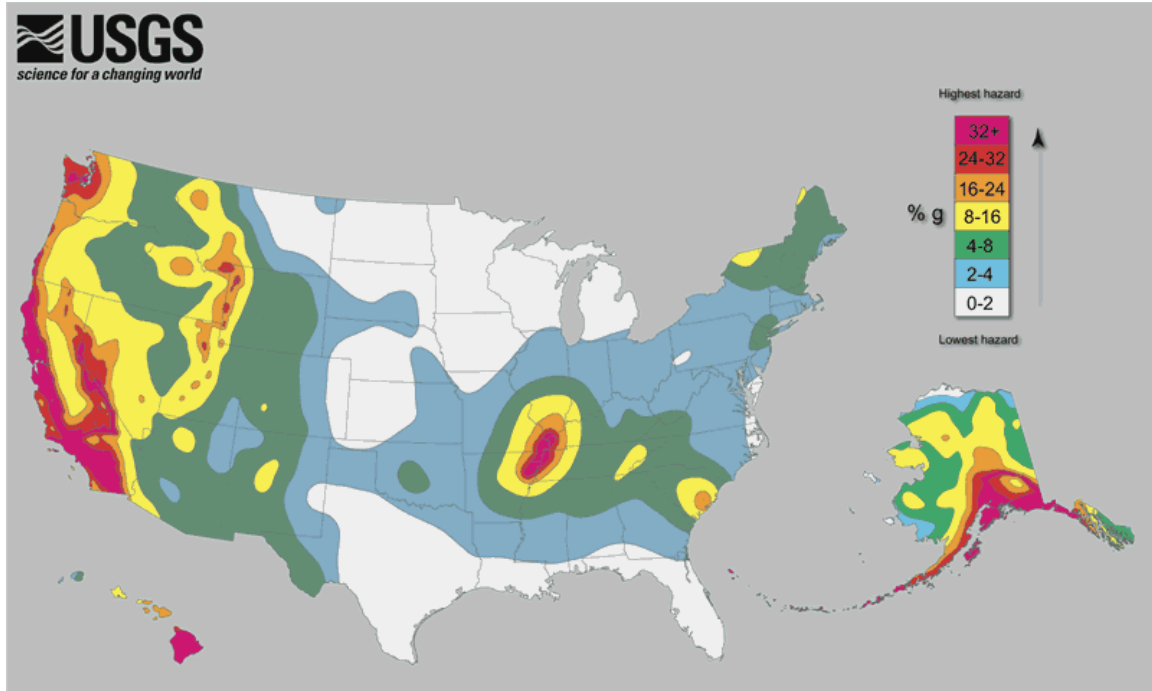 USGS
science for a changing world
Highest hazard
32+
24-32
16-24
% g
8-16
4-8
2-4
0-2
Lowest hazard